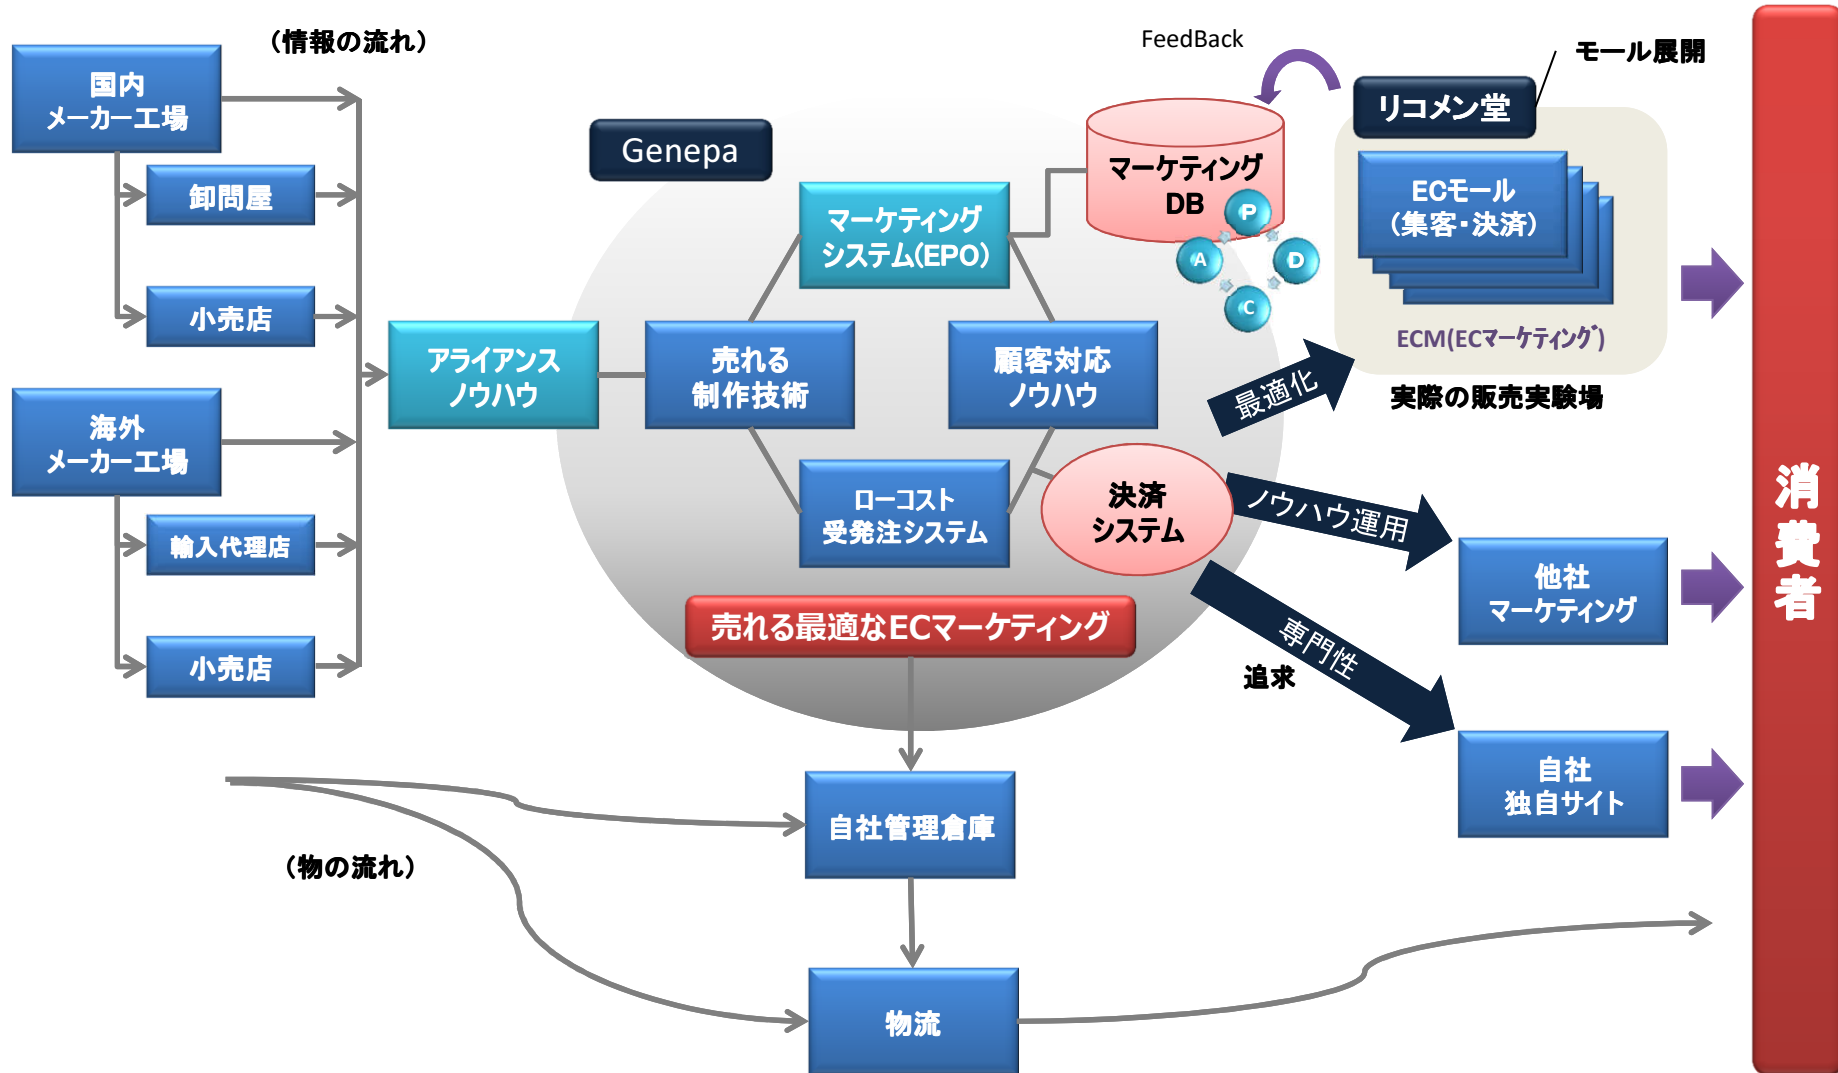 （情報の流れ）
国内
メーカー工場
卸問屋
小売店
海外
メーカー工場
輸入代理店
小売店
アライアンス
ノウハウ
Genepa
マーケティング
システム(EPO)
売れる
制作技術
顧客対応
ノウハウ
ローコスト
受発注システム
売れる最適なECマーケティング
決済
システム
FeedBack
マーケティング
DB
P
D
C
A
モール展開
リコメン堂
ECモール
（集客・決済）
ECM(ECマーケティング)
実際の販売実験場
最適化
ノウハウ運用
専門性
追求
他社
マーケティング
自社
独自サイト
消費者
（物の流れ）
自社管理倉庫
物流